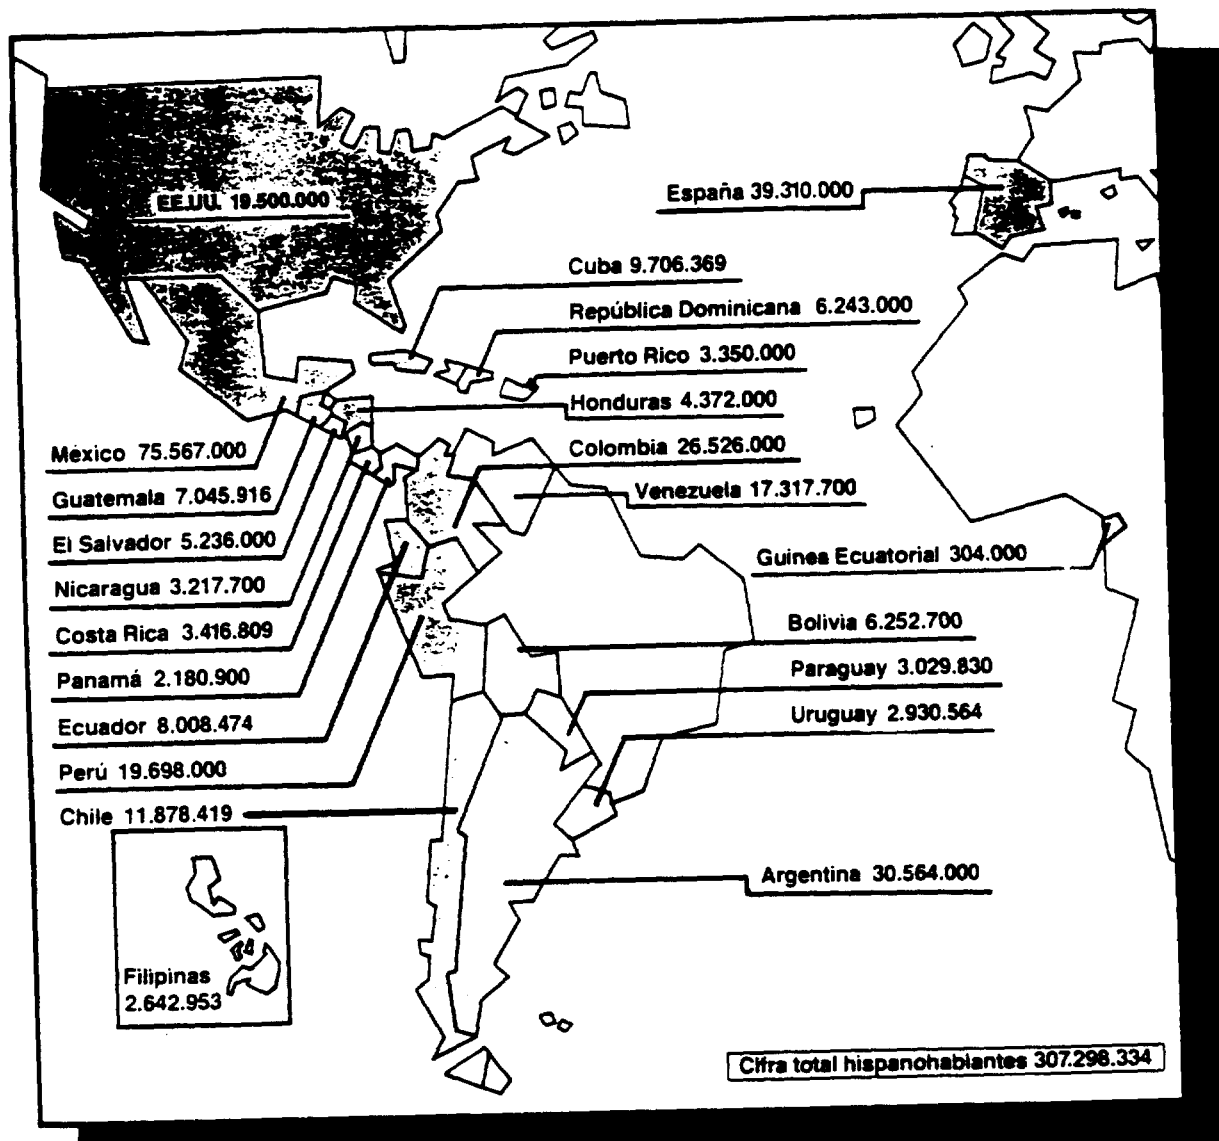 EE.UU. 19.500.000
España 39.310.000
Cuba 9.706.369
República Dominicana 6.243.000
Puerto Rico 3.350.000
Honduras 4.372.000
Colombia 26.526.000
Venezuela 17.317.700
Guinea Ecuatorial 304.000
Bolivia 6.252.700
Paraguay 3.029.830
Uruguay 2.930.564
Argentina 30.564.000
México 75.567.000
Guatemala 7.045.916
El Salvador 5.236.000
Nicaragua 3.217.700
Costa Rica 3.416.809
Panamá 2.180.900
Ecuador 8.008.474
Perú 19.698.000
Chile 11.878.419
Filipinas
2.642.953
Cifra total hispanohablantes 307.298.334